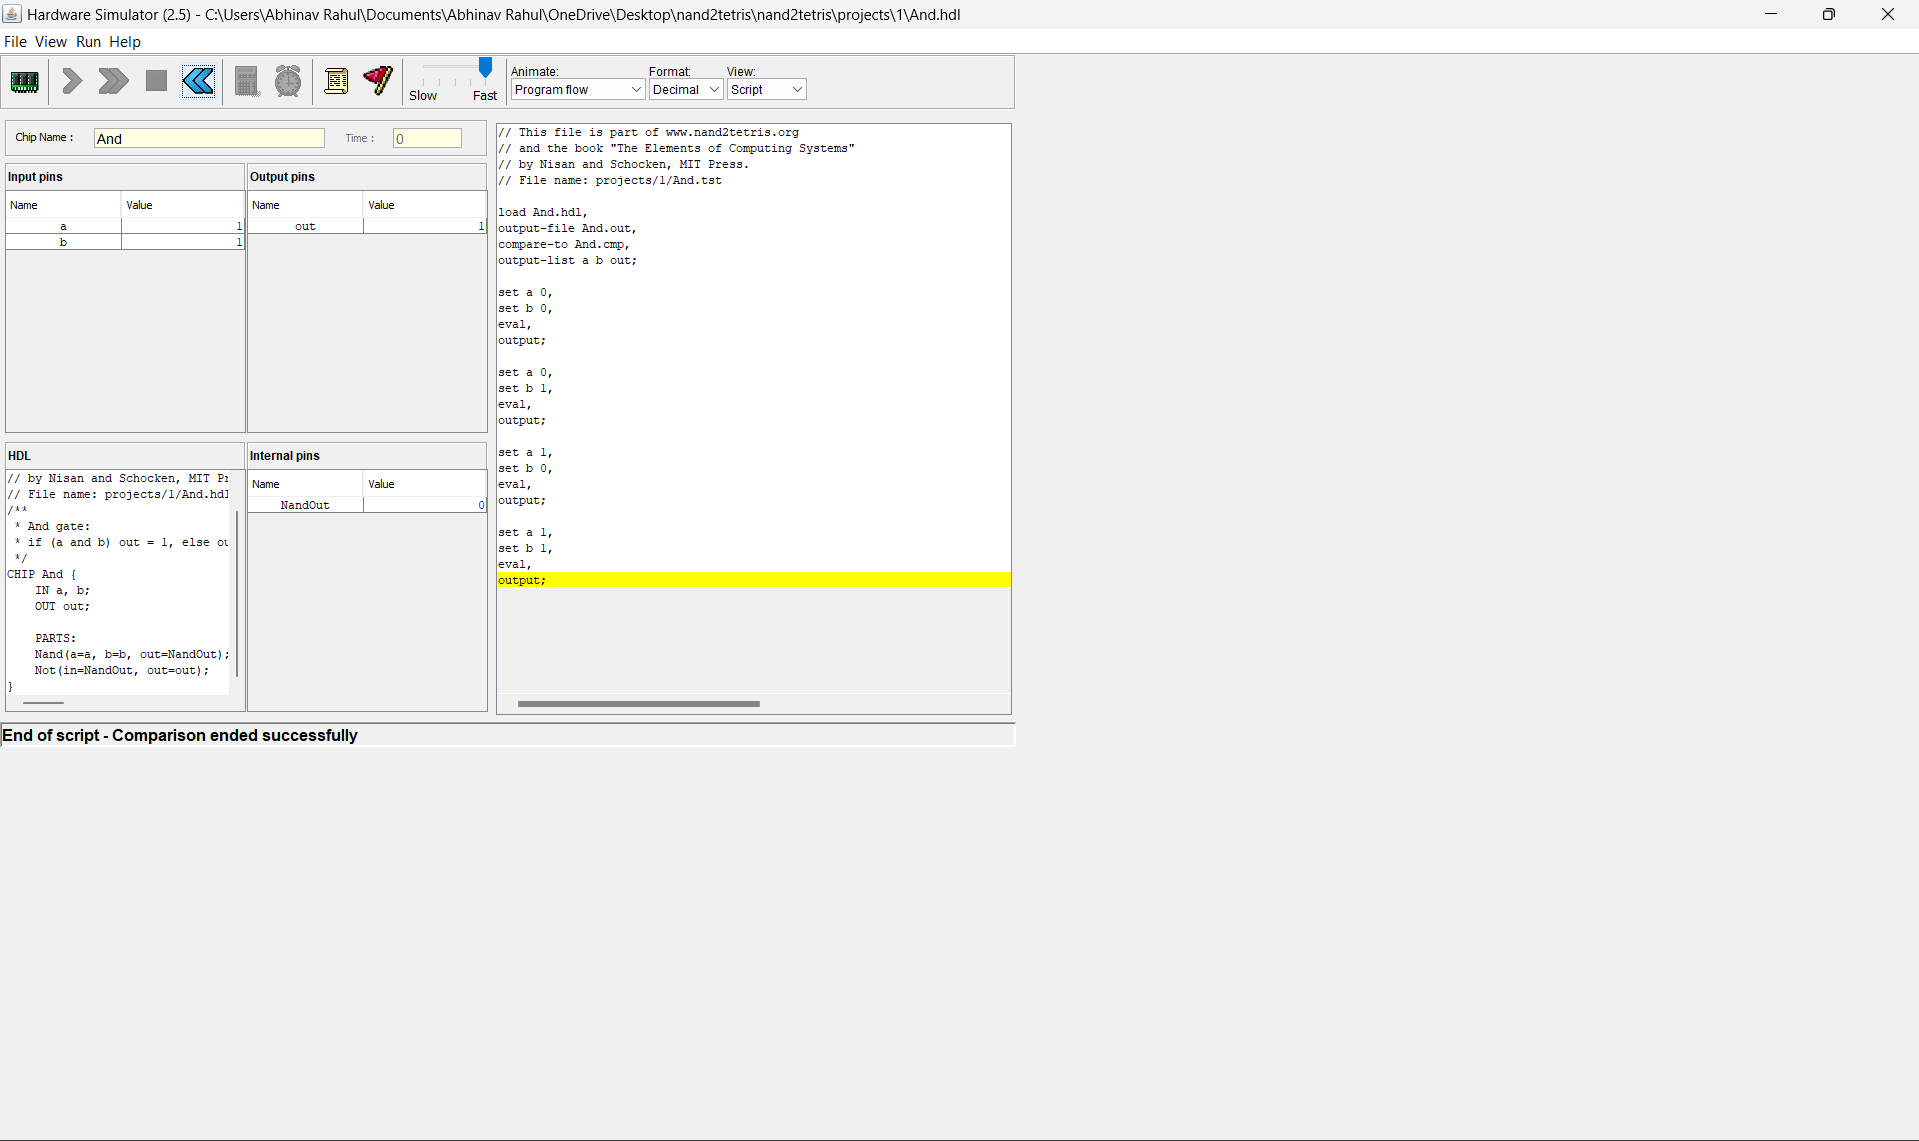 Hardware Simulator (2.5) - C:\Users\Abhinav Rahul\Documents\Abhinav Rahul\OneDrive\Desktop\nand2tetris\nand2tetris\projects\1\And.hdl
File View Run Help
Slow Fast
Animate:
Program flow
Format:
Decimal
View:
Script
Chip Name :
And
Time :
0
Input pins
Name Value
a 1
b 1
Output pins
Name Value
out 1
HDL
// by Nisan and Schocken, MIT Pr
// File name: projects/1/And.hdl
/**
* And gate:
* if (a and b) out = 1, else ou
*/
CHIP And {
IN a, b;
OUT out;
PARTS:
Nand(a=a, b=b, out=NandOut);
Not(in=NandOut, out=out);
}
Internal pins
Name Value
NandOut 0
// This file is part of www.nand2tetris.org
// and the book "The Elements of Computing Systems"
// by Nisan and Schocken, MIT Press.
// File name: projects/1/And.tst
load And.hdl,
output-file And.out,
compare-to And.cmp,
output-list a b out;
set a 0,
set b 0,
eval,
output;
set a 0,
set b 1,
eval,
output;
set a 1,
set b 0,
eval,
output;
set a 1,
set b 1,
eval,
output;
End of script - Comparison ended successfully